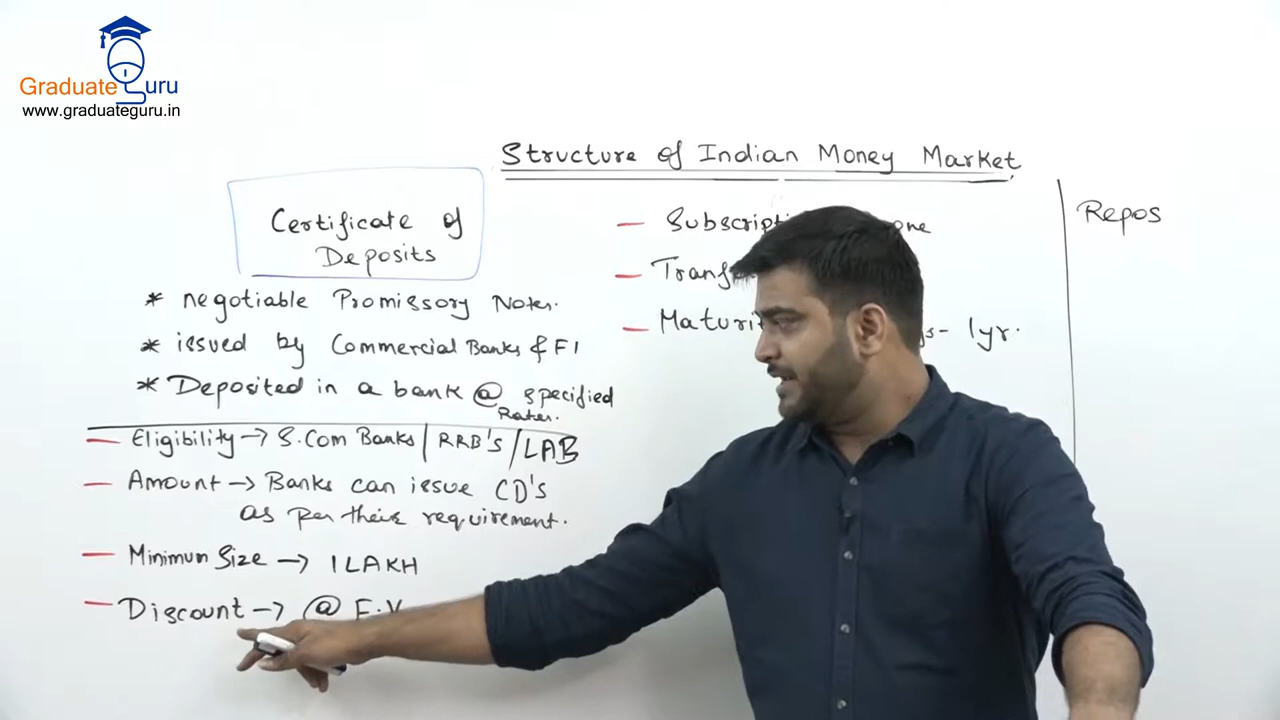 Graduate Guru
www.graduateguru.in
Structure of Indian Money Market
Certificate of
Deposits
* negotiable Promissory Notes.
* issued by Commercial Banks & FI
* Deposited in a bank @ specified
Rates.
— Eligibility → S.Com Banks / RRB'S / LAB
— Amount → Banks can issue CD'S
as per their requirement.
— Minimum Size → 1 LAKH
— Discount → @ F.V
— Subscripti one
— Transf
— Maturi s- 1yr.
Repos